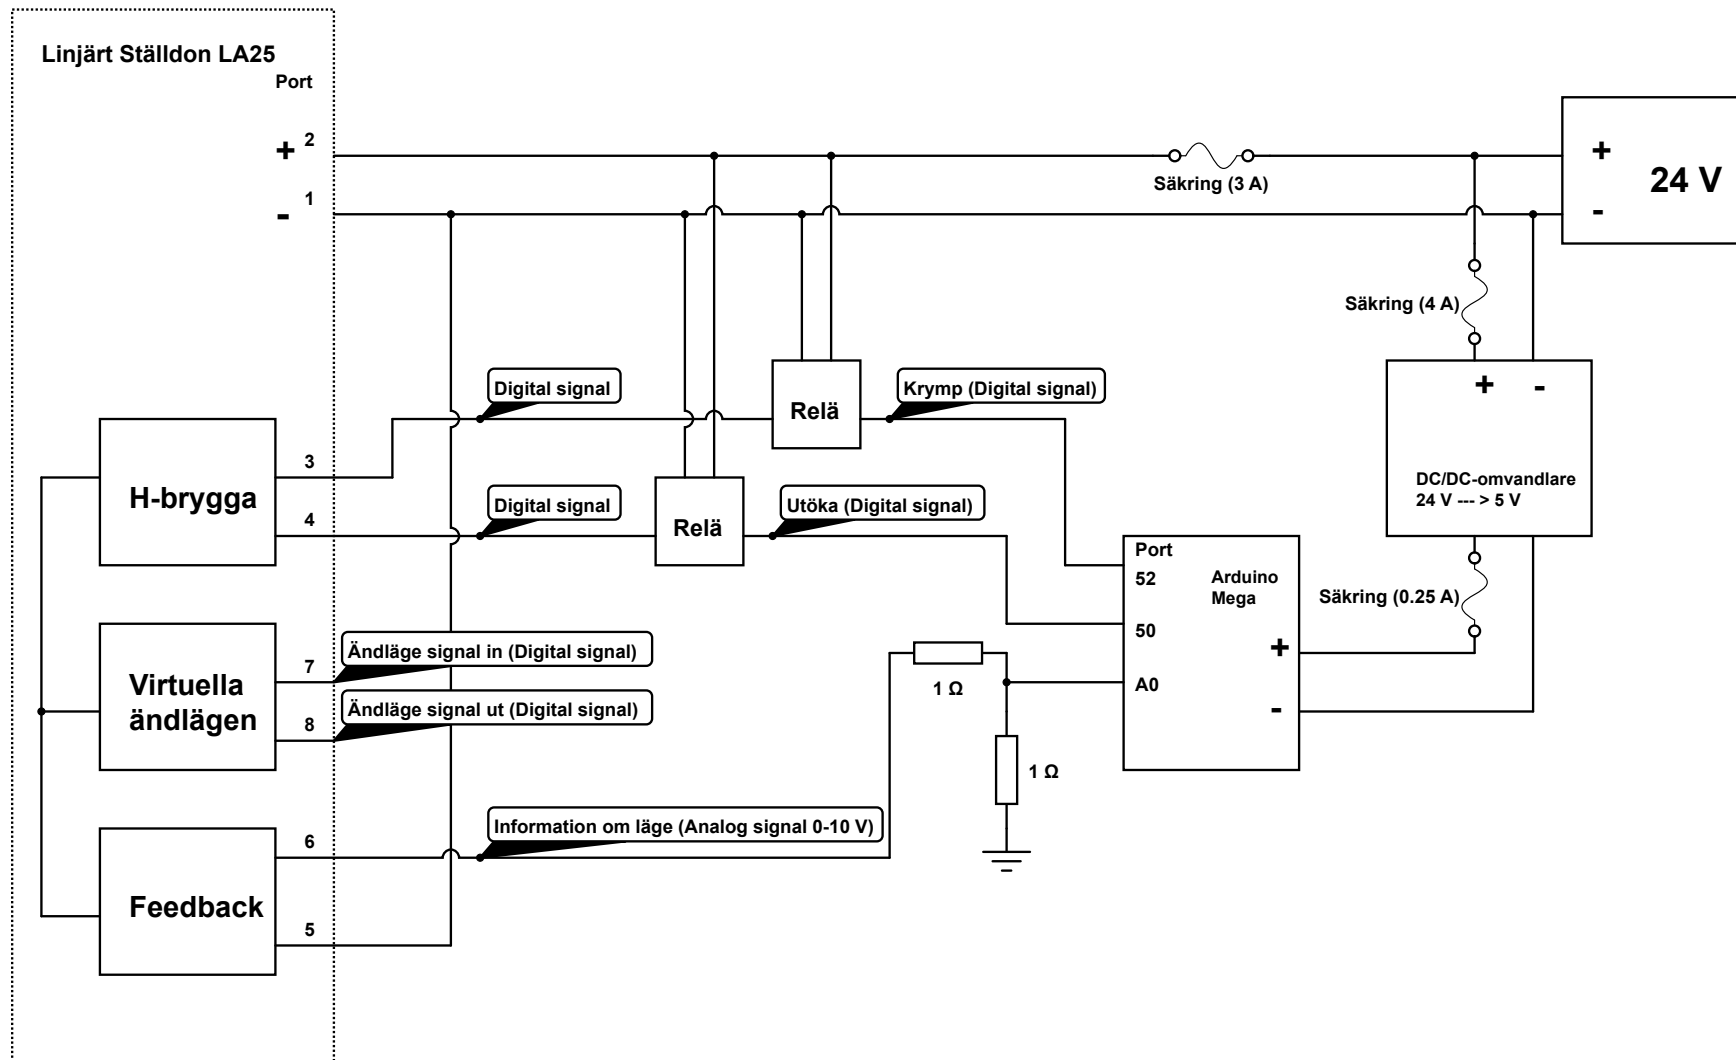 Linjärt Ställdon LA25
Port
+ 2
- 1
Säkring (3 A)
+
24 V
-
Säkring (4 A)
Digital signal
Krymp (Digital signal)
Relä
+ -
DC/DC-omvandlare
24 V --- > 5 V
3
H-brygga
4
Digital signal
Utöka (Digital signal)
Relä
Port
52
Arduino
Mega
50
A0
+
-
Säkring (0.25 A)
Virtuella
ändlägen
7
8
Ändläge signal in (Digital signal)
Ändläge signal ut (Digital signal)
1 Ω
1 Ω
Information om läge (Analog signal 0-10 V)
6
Feedback
5